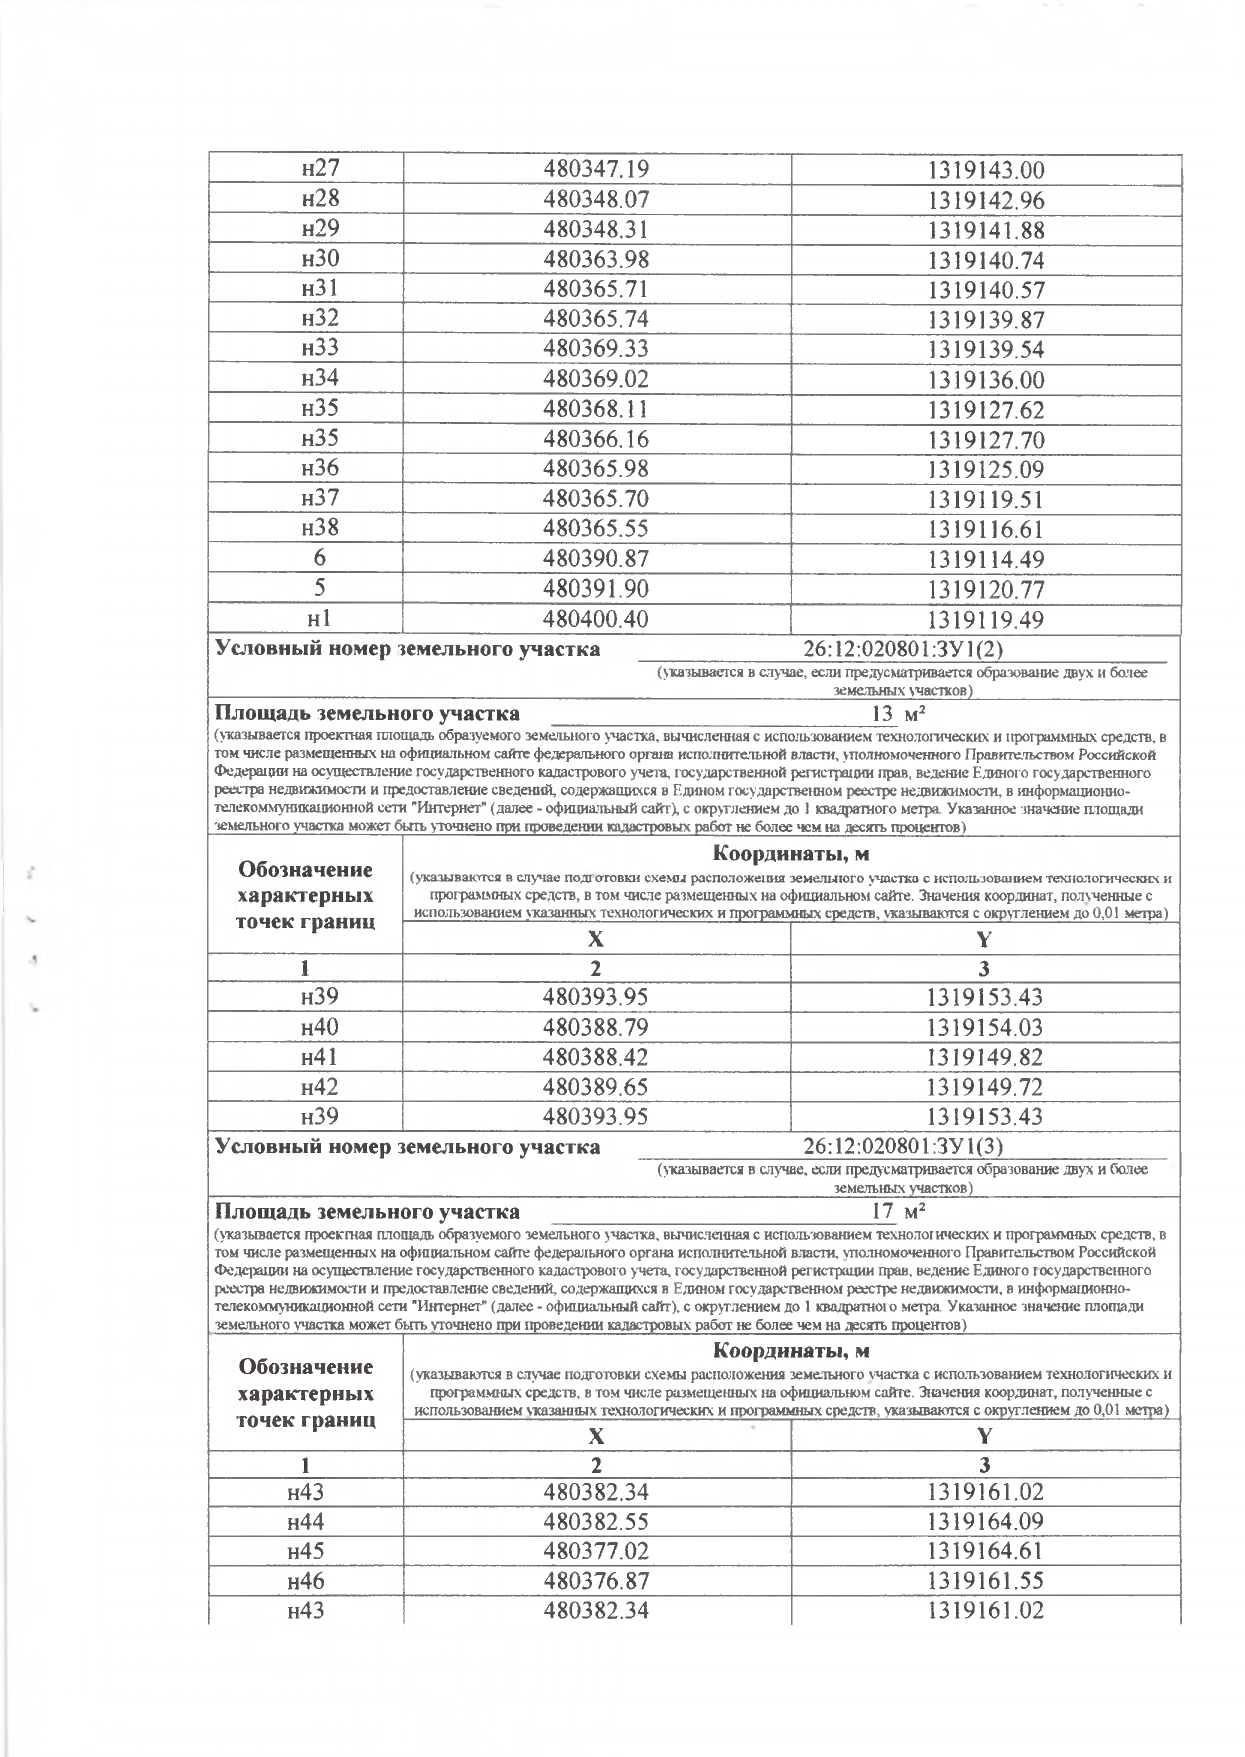 н27 480347.19 1319143.00
н28 480348.07 1319142.96
н29 480348.31 1319141.88
н30 480363.98 1319140.74
н31 480365.71 1319140.57
н32 480365.74 1319139.87
н33 480369.33 1319139.54
н34 480369.02 1319136.00
н35 480368.11 1319127.62
н35 480366.16 1319127.70
н36 480365.98 1319125.09
н37 480365.70 1319119.51
н38 480365.55 1319116.61
6 480390.87 1319114.49
5 480391.90 1319120.77
н1 480400.40 1319119.49
Условный номер земельного участка 26:12:020801:ЗУ1(2)
(указывается в случае, если предусматривается образование двух и более
земельных участков)
Площадь земельного участка 13 м²
(указывается проектная площадь образуемого земельного участка, вычисленная с использованием технологических и программных средств, в
том числе размещенных на официальном сайте федерального органа исполнительной власти, уполномоченного Правительством Российской
Федерации на осуществление государственного кадастрового учета, государственной регистрации прав, ведение Единого государственного
реестра недвижимости и предоставление сведений, содержащихся в Едином государственном реестре недвижимости, в информационно-
телекоммуникационной сети "Интернет" (далее - официальный сайт), с округлением до 1 квадратного метра. Указанное значение площади
земельного участка может быть уточнено при проведении кадастровых работ не более чем на десять процентов)
Обозначение
характерных
точек границ
Координаты, м
(указываются в случае подготовки схемы расположения земельного участка с использованием технологических и
программных средств, в том числе размещенных на официальном сайте. Значения координат, полученные с
использованием указанных технологических и программных средств, указываются с округлением до 0,01 метра)
X Y
1 2 3
н39 480393.95 1319153.43
н40 480388.79 1319154.03
н41 480388.42 1319149.82
н42 480389.65 1319149.72
н39 480393.95 1319153.43
Условный номер земельного участка 26:12:020801:ЗУ1(3)
(указывается в случае, если предусматривается образование двух и более
земельных участков)
Площадь земельного участка 17 м²
(указывается проектная площадь образуемого земельного участка, вычисленная с использованием технологических и программных средств, в
том числе размещенных на официальном сайте федерального органа исполнительной власти, уполномоченного Правительством Российской
Федерации на осуществление государственного кадастрового учета, государственной регистрации прав, ведение Единого государственного
реестра недвижимости и предоставление сведений, содержащихся в Едином государственном реестре недвижимости, в информационно-
телекоммуникационной сети "Интернет" (далее - официальный сайт), с округлением до 1 квадратного метра. Указанное значение площади
земельного участка может быть уточнено при проведении кадастровых работ не более чем на десять процентов)
Обозначение
характерных
точек границ
Координаты, м
(указываются в случае подготовки схемы расположения земельного участка с использованием технологических и
программных средств, в том числе размещенных на официальном сайте. Значения координат, полученные с
использованием указанных технологических и программных средств, указываются с округлением до 0,01 метра)
X Y
1 2 3
н43 480382.34 1319161.02
н44 480382.55 1319164.09
н45 480377.02 1319164.61
н46 480376.87 1319161.55
н43 480382.34 1319161.02